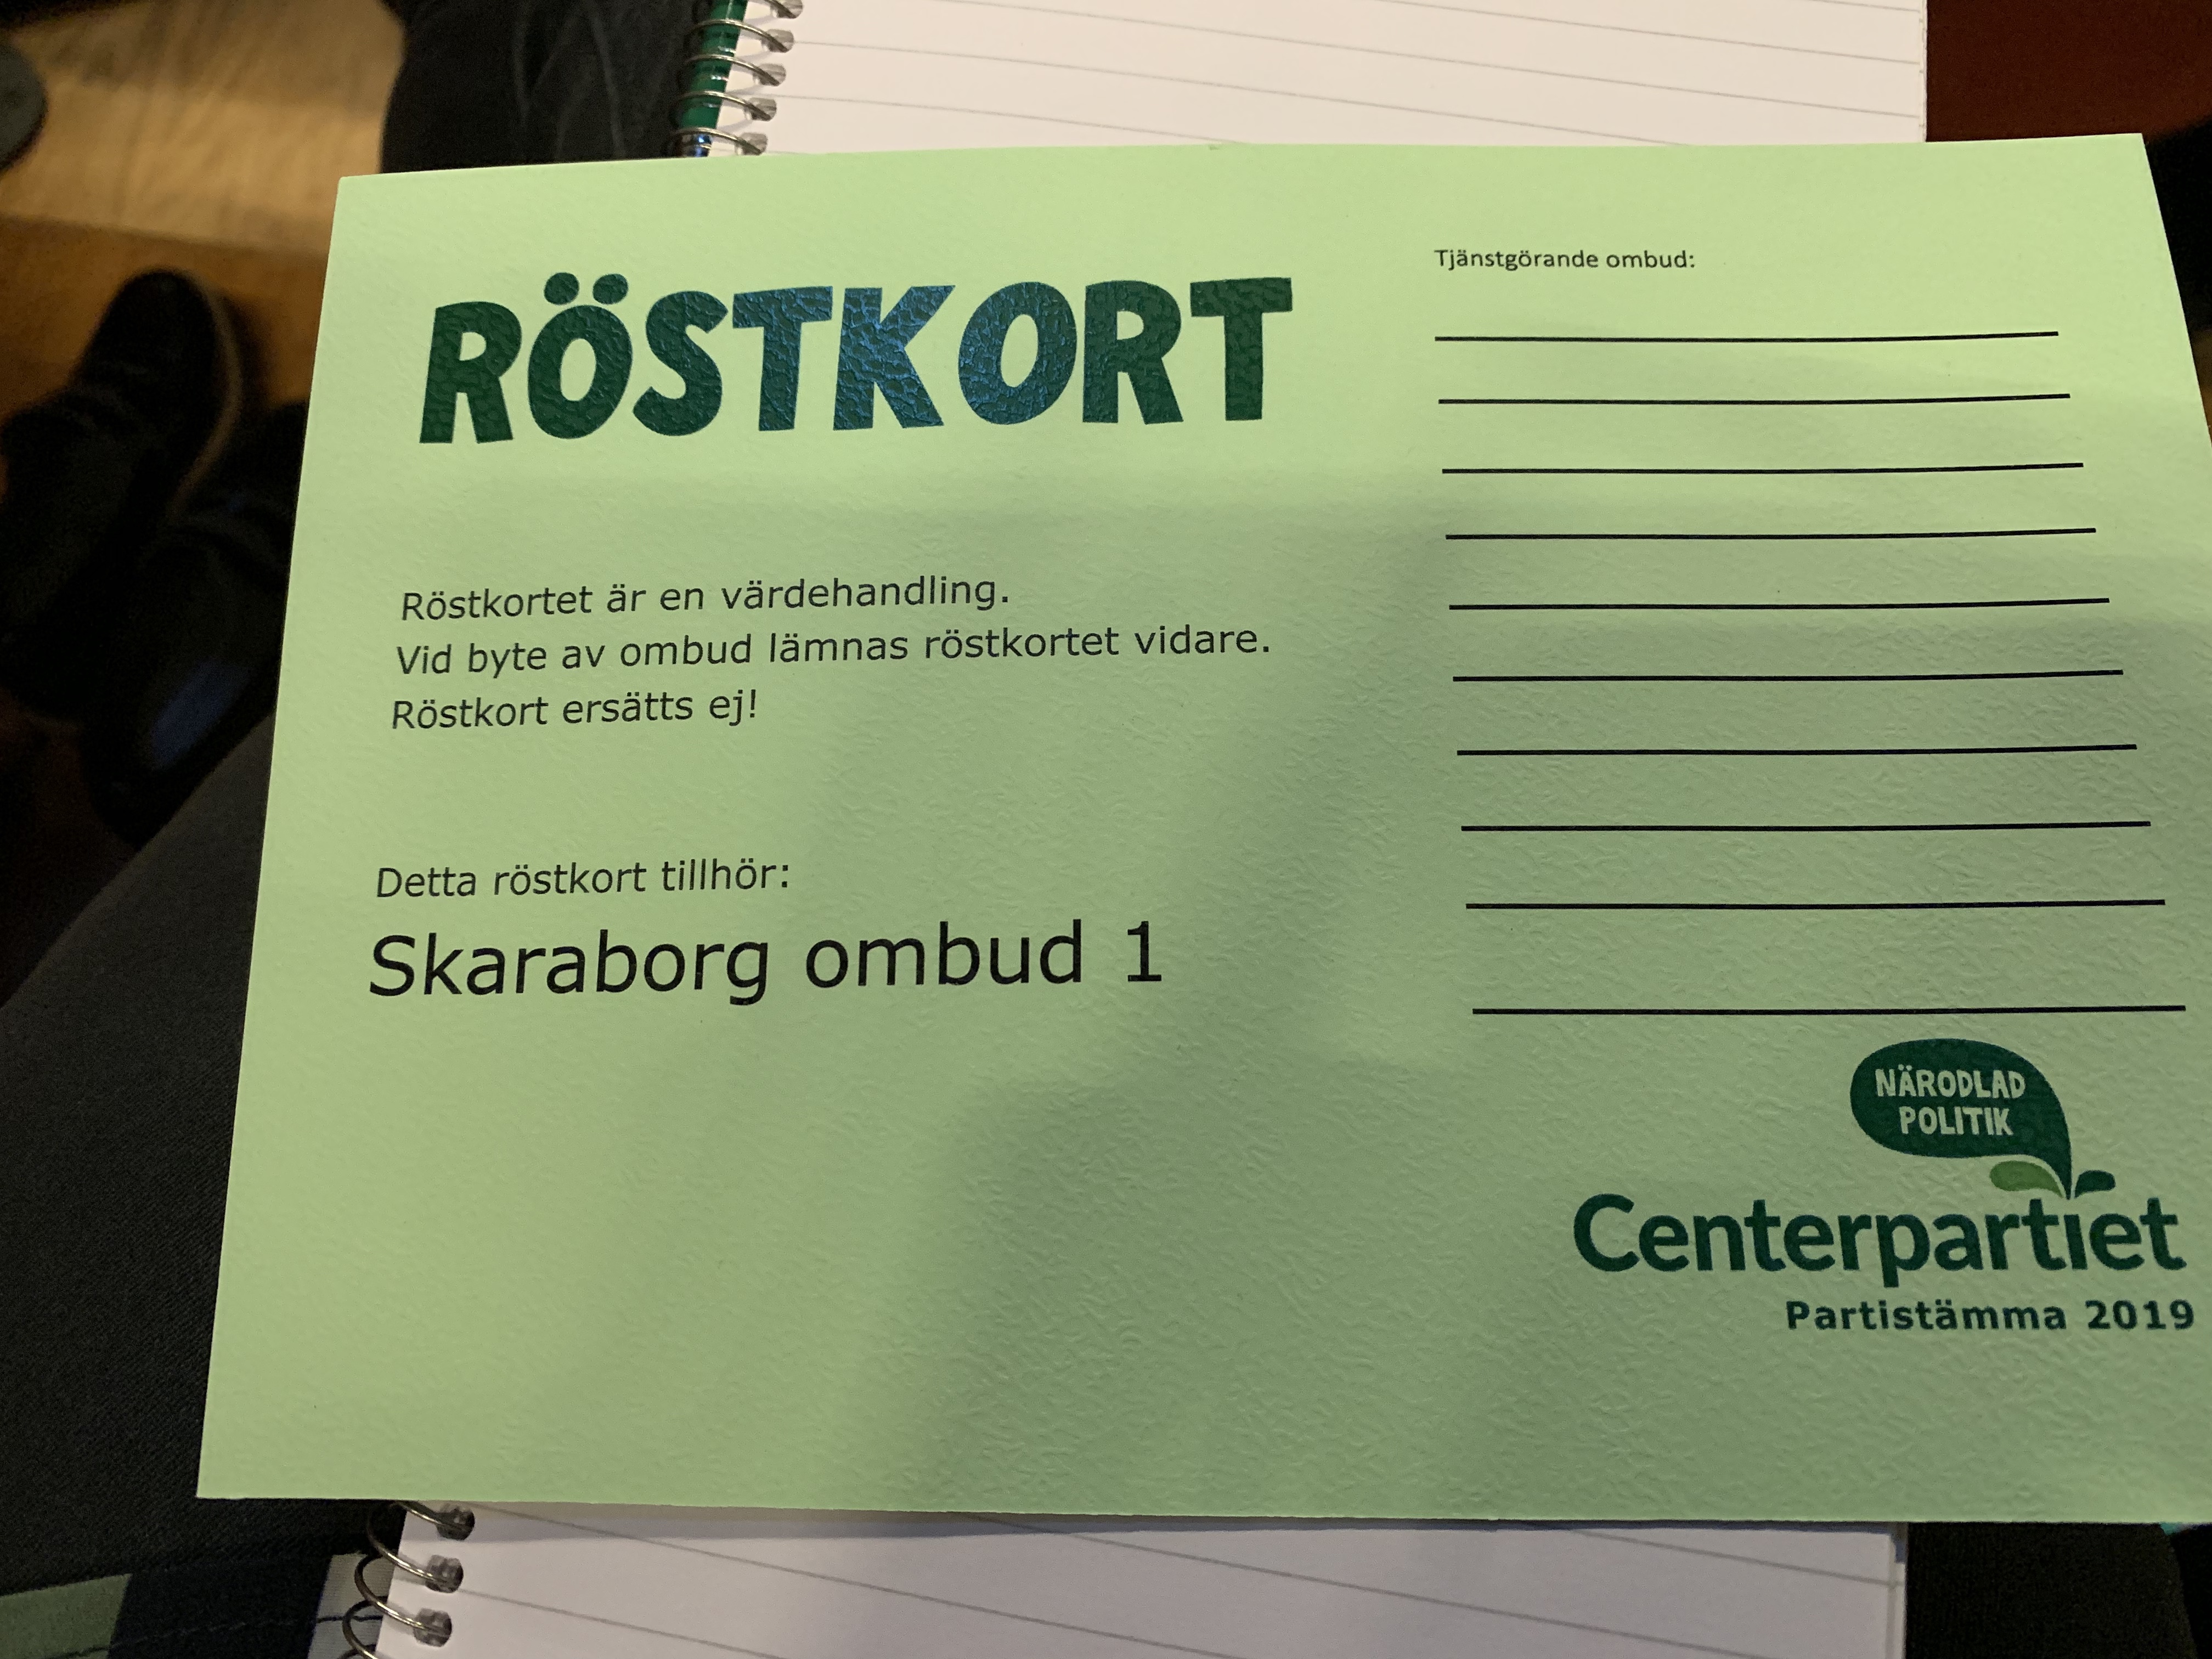 RÖSTKORT
Röstkortet är en värdehandling.
Vid byte av ombud lämnas röstkortet vidare.
Röstkort ersätts ej!
Detta röstkort tillhör:
Skaraborg ombud 1
Tjänstgörande ombud:
NÄRODLAD
POLITIK
Centerpartiet
Partistämma 2019